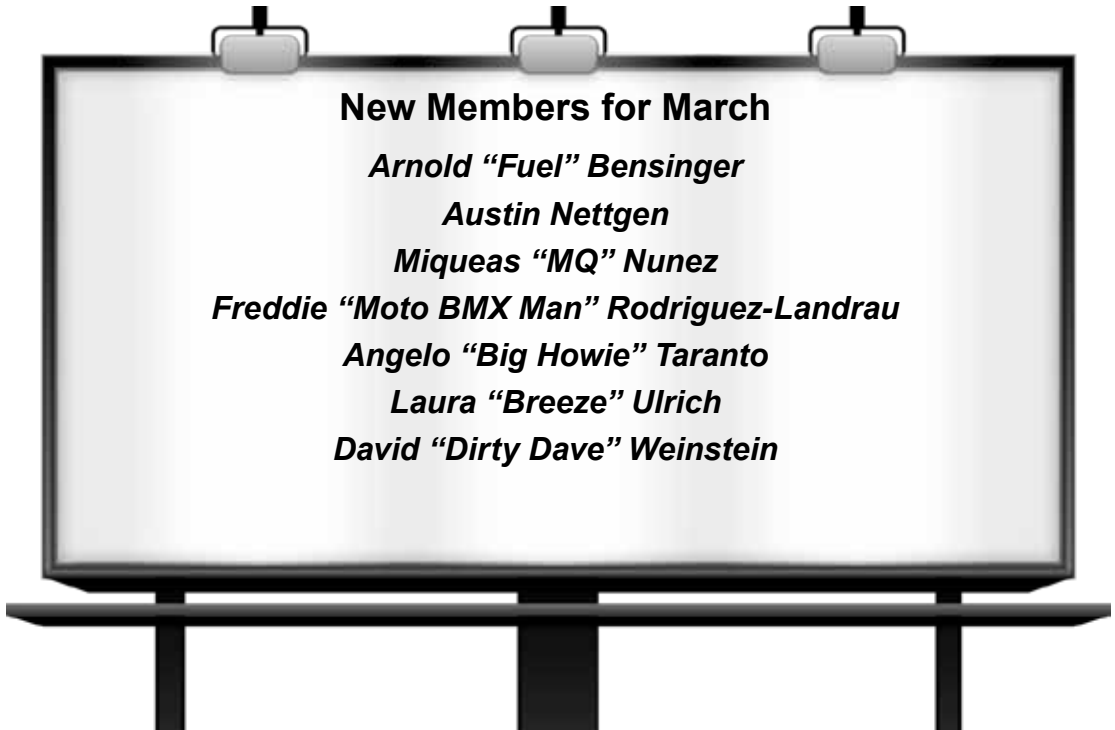 New Members for March
Arnold “Fuel” Bensinger
Austin Nettgen
Miqueas “MQ” Nunez
Freddie “Moto BMX Man” Rodriguez-Landrau
Angelo “Big Howie” Taranto
Laura “Breeze” Ulrich
David “Dirty Dave” Weinstein